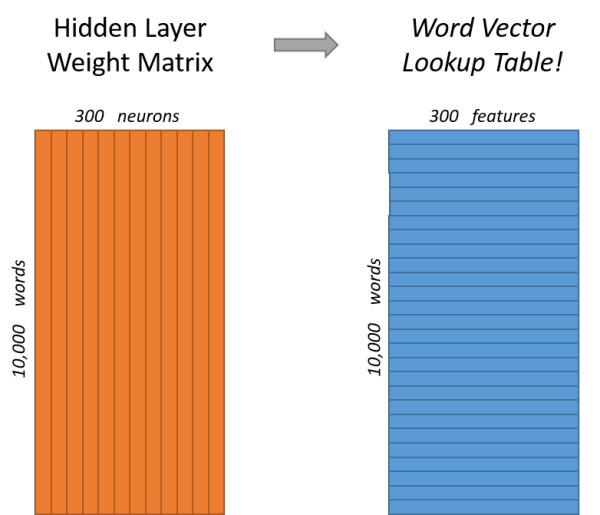 Hidden Layer
Weight Matrix
Word Vector
Lookup Table!
300 neurons
10,000 words
300 features
10,000 words